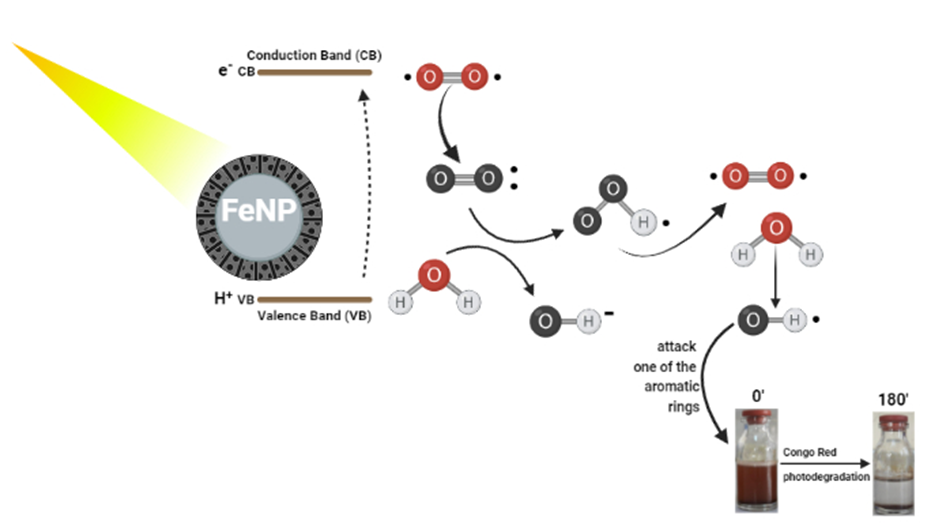 Conduction Band (CB)
e⁻ CB
O O
O O
O O
O
FeNP
O H
O
H H
O
H⁺ VB
H H
Valence Band (VB)
O H -
O H
attack
one of the
aromatic
rings
0'
180'
Congo Red
photodegradation